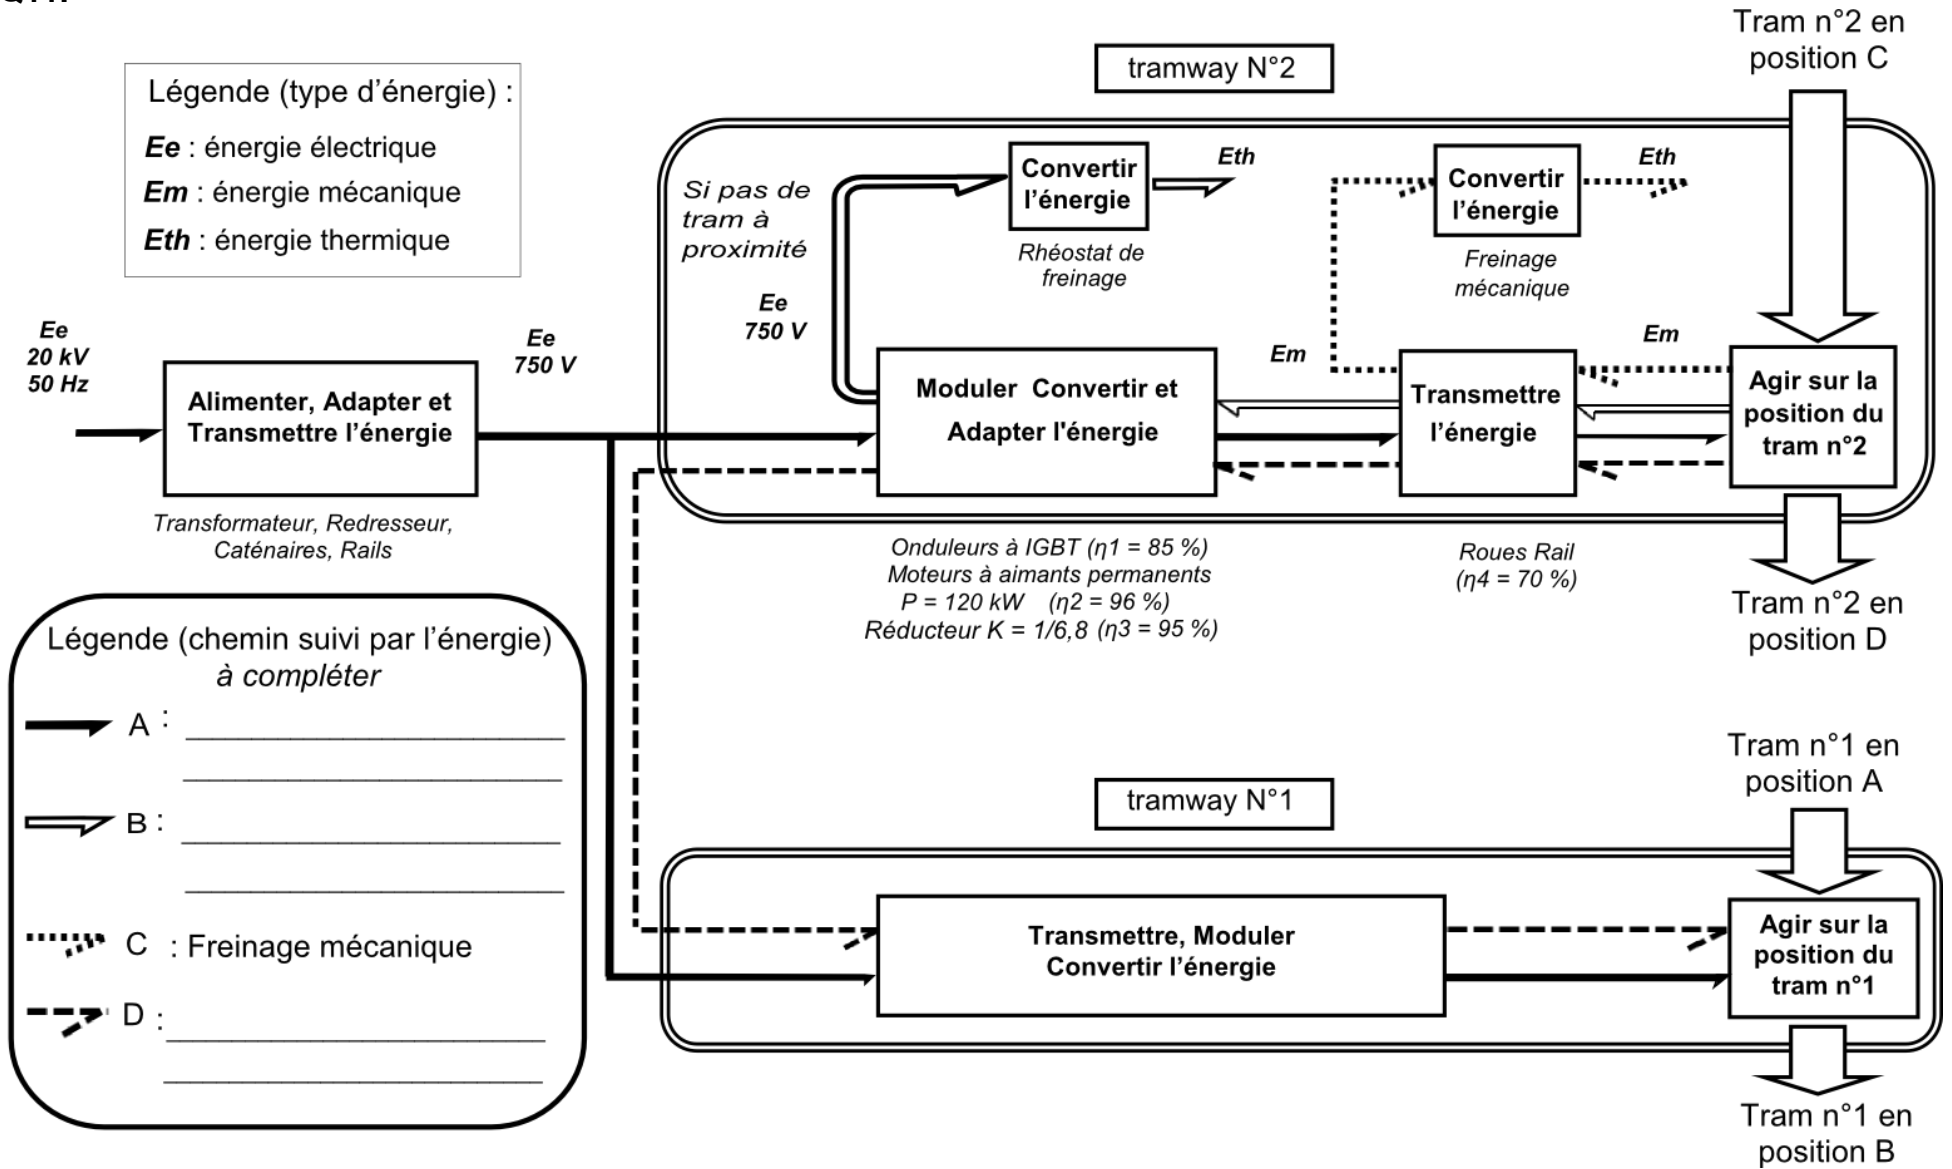 Légende (type d'énergie) :
Ee : énergie électrique
Em : énergie mécanique
Eth : énergie thermique
tramway N°2
Tram n°2 en
position C
Si pas de
tram à
proximité
Convertir
l'énergie
Eth
Rhéostat de
freinage
Convertir
l'énergie
Eth
Freinage
mécanique
Ee
20 kV
50 Hz
Alimenter, Adapter et
Transmettre l'énergie
Ee
750 V
Transformateur, Redresseur,
Caténaires, Rails
Ee
750 V
Moduler Convertir et
Adapter l'énergie
Em
Transmettre
l'énergie
Em
Agir sur la
position du
tram n°2
Onduleurs à IGBT (η1 = 85 %)
Moteurs à aimants permanents
P = 120 kW (η2 = 96 %)
Réducteur K = 1/6,8 (η3 = 95 %)
Roues Rail
(η4 = 70 %)
Tram n°2 en
position D
Légende (chemin suivi par l'énergie)
à compléter
A :
B :
C : Freinage mécanique
D :
tramway N°1
Tram n°1 en
position A
Transmettre, Moduler
Convertir l'énergie
Agir sur la
position du
tram n°1
Tram n°1 en
position B